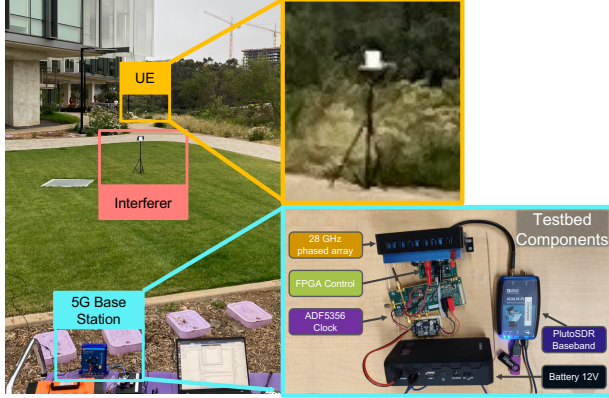 UE
Interferer
5G Base
Station
Testbed
Components
28 GHz
phased array
FPGA Control
ADF5356
Clock
PlutoSDR
Baseband
Battery 12V